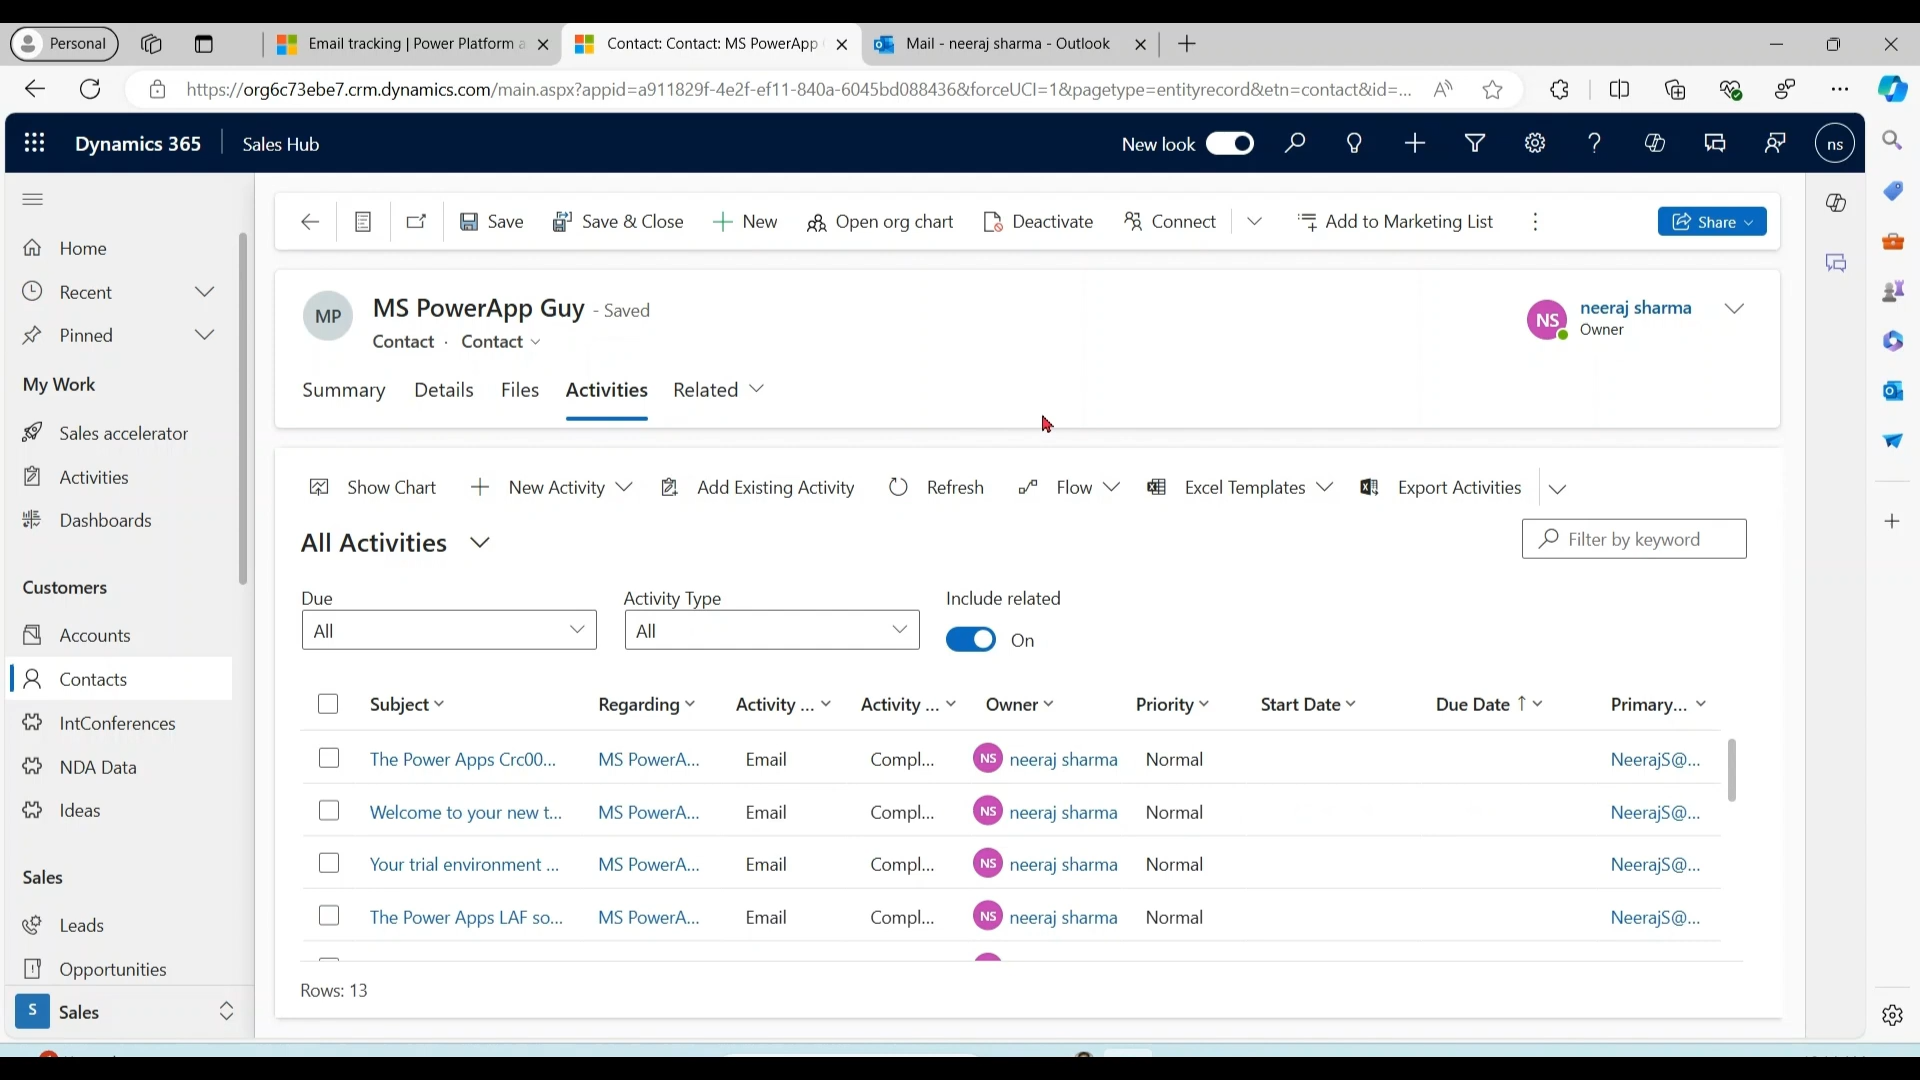 Personal
Email tracking | Power Platform a
Contact: Contact: MS PowerApp
Mail - neeraj sharma - Outlook
https://org6c73ebe7.crm.dynamics.com/main.aspx?appid=a911829f-4e2f-ef11-840a-6045bd088436&forceUCI=1&pagetype=entityrecord&etn=contact&id=...
Dynamics 365
Sales Hub
New look
ns
Save
Save & Close
New
Open org chart
Deactivate
Connect
Add to Marketing List
Share
Home
Recent
Pinned
My Work
Sales accelerator
Activities
Dashboards
Customers
Accounts
Contacts
IntConferences
NDA Data
Ideas
Sales
Leads
Opportunities
S
Sales
MP
MS PowerApp Guy - Saved
Contact · Contact
NS
neeraj sharma
Owner
Summary
Details
Files
Activities
Related
Show Chart
New Activity
Add Existing Activity
Refresh
Flow
Excel Templates
Export Activities
All Activities
Filter by keyword
Due
All
Activity Type
All
Include related
On
Subject Regarding Activity ... Activity ... Owner Priority Start Date Due Date ↑ Primary...
The Power Apps Crc00... MS PowerA... Email Compl... NS neeraj sharma Normal NeerajS@...
Welcome to your new t... MS PowerA... Email Compl... NS neeraj sharma Normal NeerajS@...
Your trial environment ... MS PowerA... Email Compl... NS neeraj sharma Normal NeerajS@...
The Power Apps LAF so... MS PowerA... Email Compl... NS neeraj sharma Normal NeerajS@...
Rows: 13